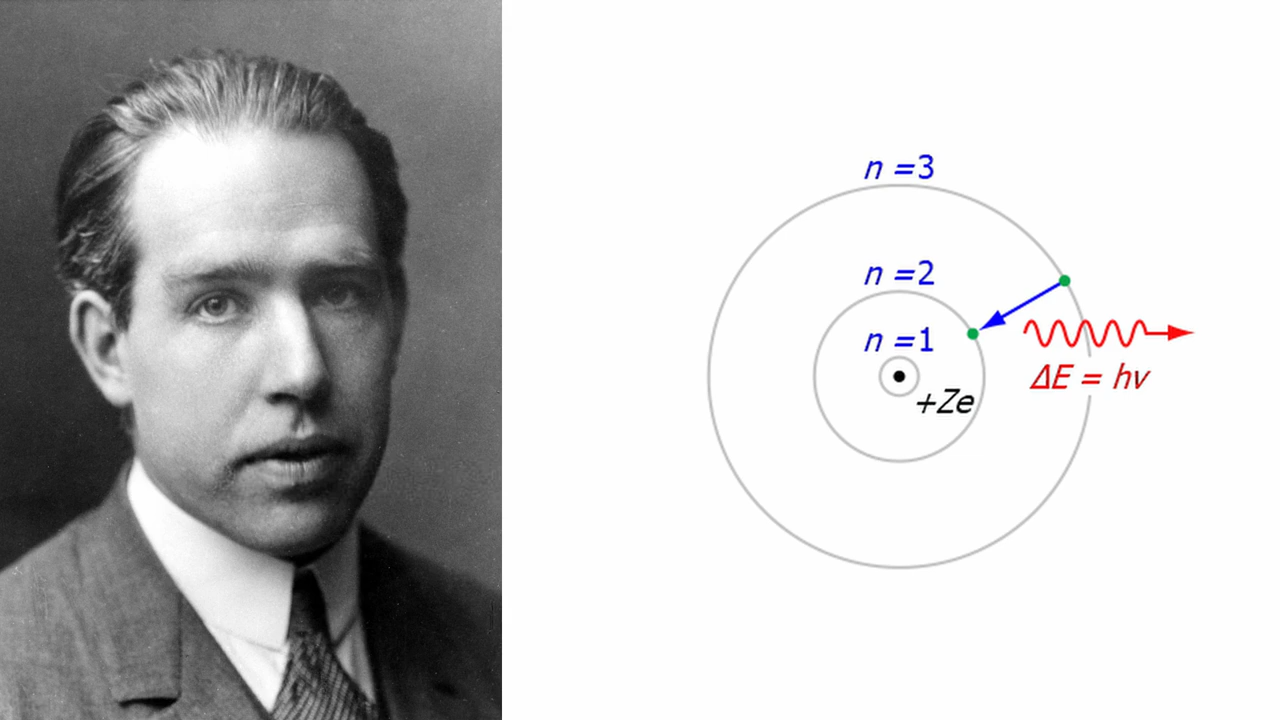 n = 3
n = 2
n = 1
+Ze
ΔE = hν